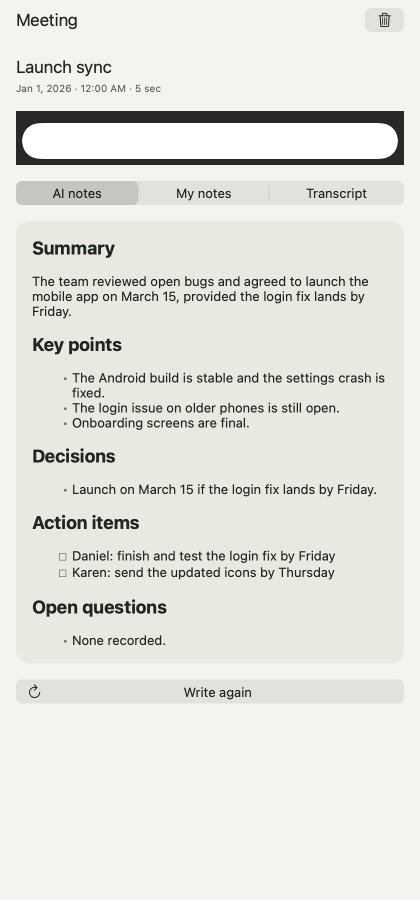 Meeting
Launch sync
Jan 1, 2026 · 12:00 AM · 5 sec
AI notes
My notes
Transcript
Summary
The team reviewed open bugs and agreed to launch the
mobile app on March 15, provided the login fix lands by
Friday.
Key points
• The Android build is stable and the settings crash is
fixed.
• The login issue on older phones is still open.
• Onboarding screens are final.
Decisions
• Launch on March 15 if the login fix lands by Friday.
Action items
☐ Daniel: finish and test the login fix by Friday
☐ Karen: send the updated icons by Thursday
Open questions
• None recorded.
Write again